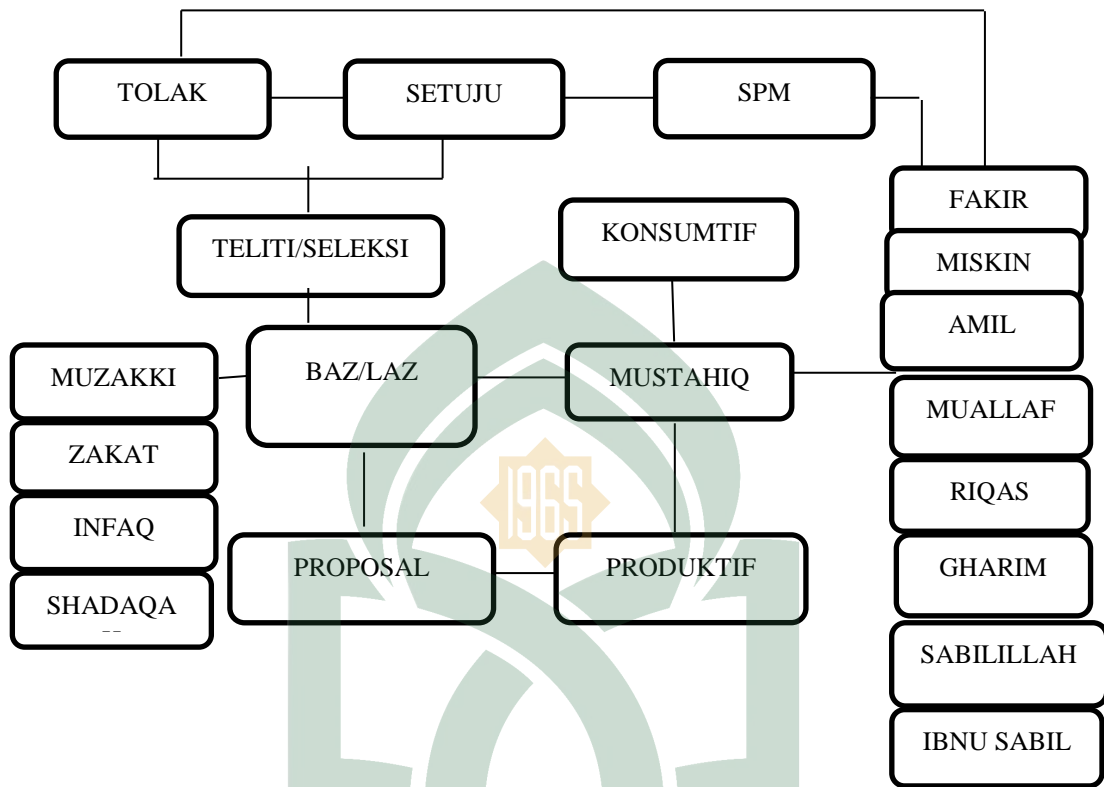 TOLAK
SETUJU
SPM
FAKIR
TELITI/SELEKSI
KONSUMTIF
MISKIN
AMIL
MUZAKKI
BAZ/LAZ
MUSTAHIQ
MUALLAF
ZAKAT
RIQAS
INFAQ
PROPOSAL
PRODUKTIF
GHARIM
SHADAQA
SABILILLAH
IBNU SABIL
1965